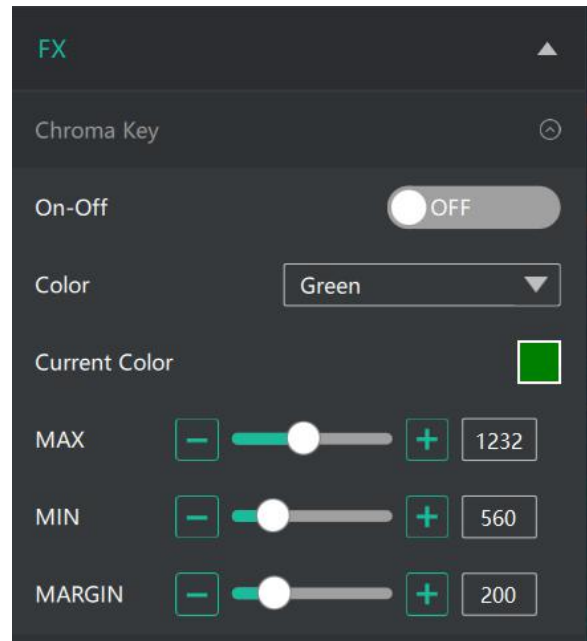 FX
Chroma Key
On-Off OFF
Color Green
Current Color
MAX 1232
MIN 560
MARGIN 200